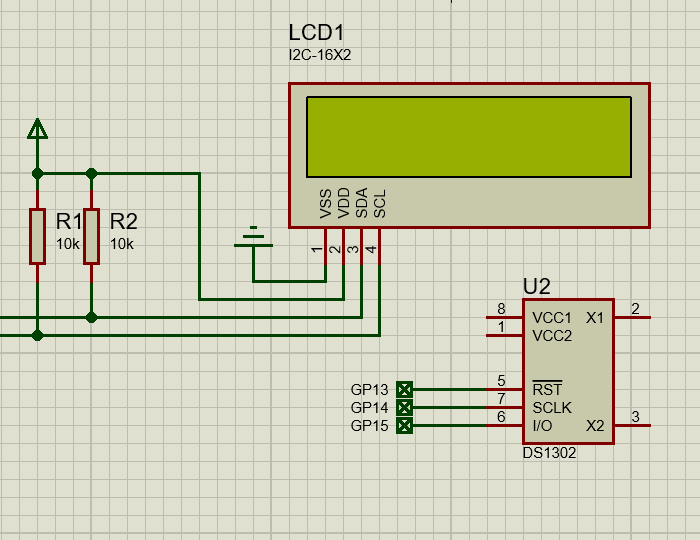 LCD1
I2C-16X2
VSS
VDD
SDA
SCL
1
2
3
4
R1
10k
R2
10k
U2
8
VCC1
X1
2
1
VCC2
GP13
5
RST
GP14
7
SCLK
GP15
6
I/O
X2
3
DS1302